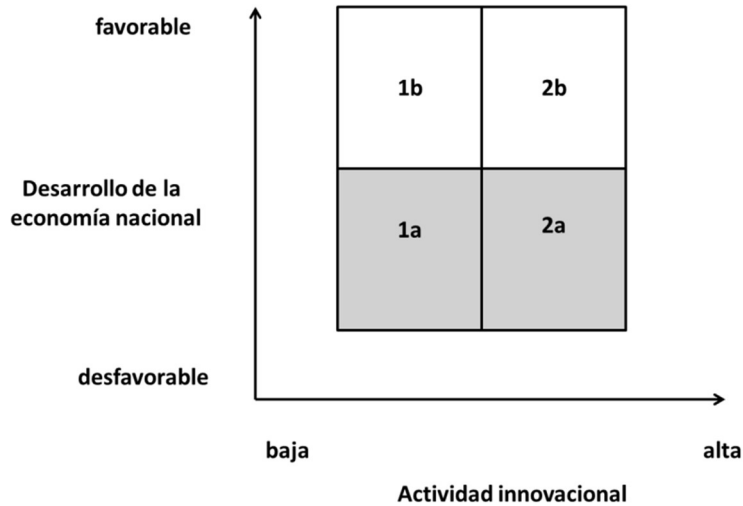 favorable
1b
2b
Desarrollo de la
economía nacional
1a
2a
desfavorable
baja
alta
Actividad innovacional